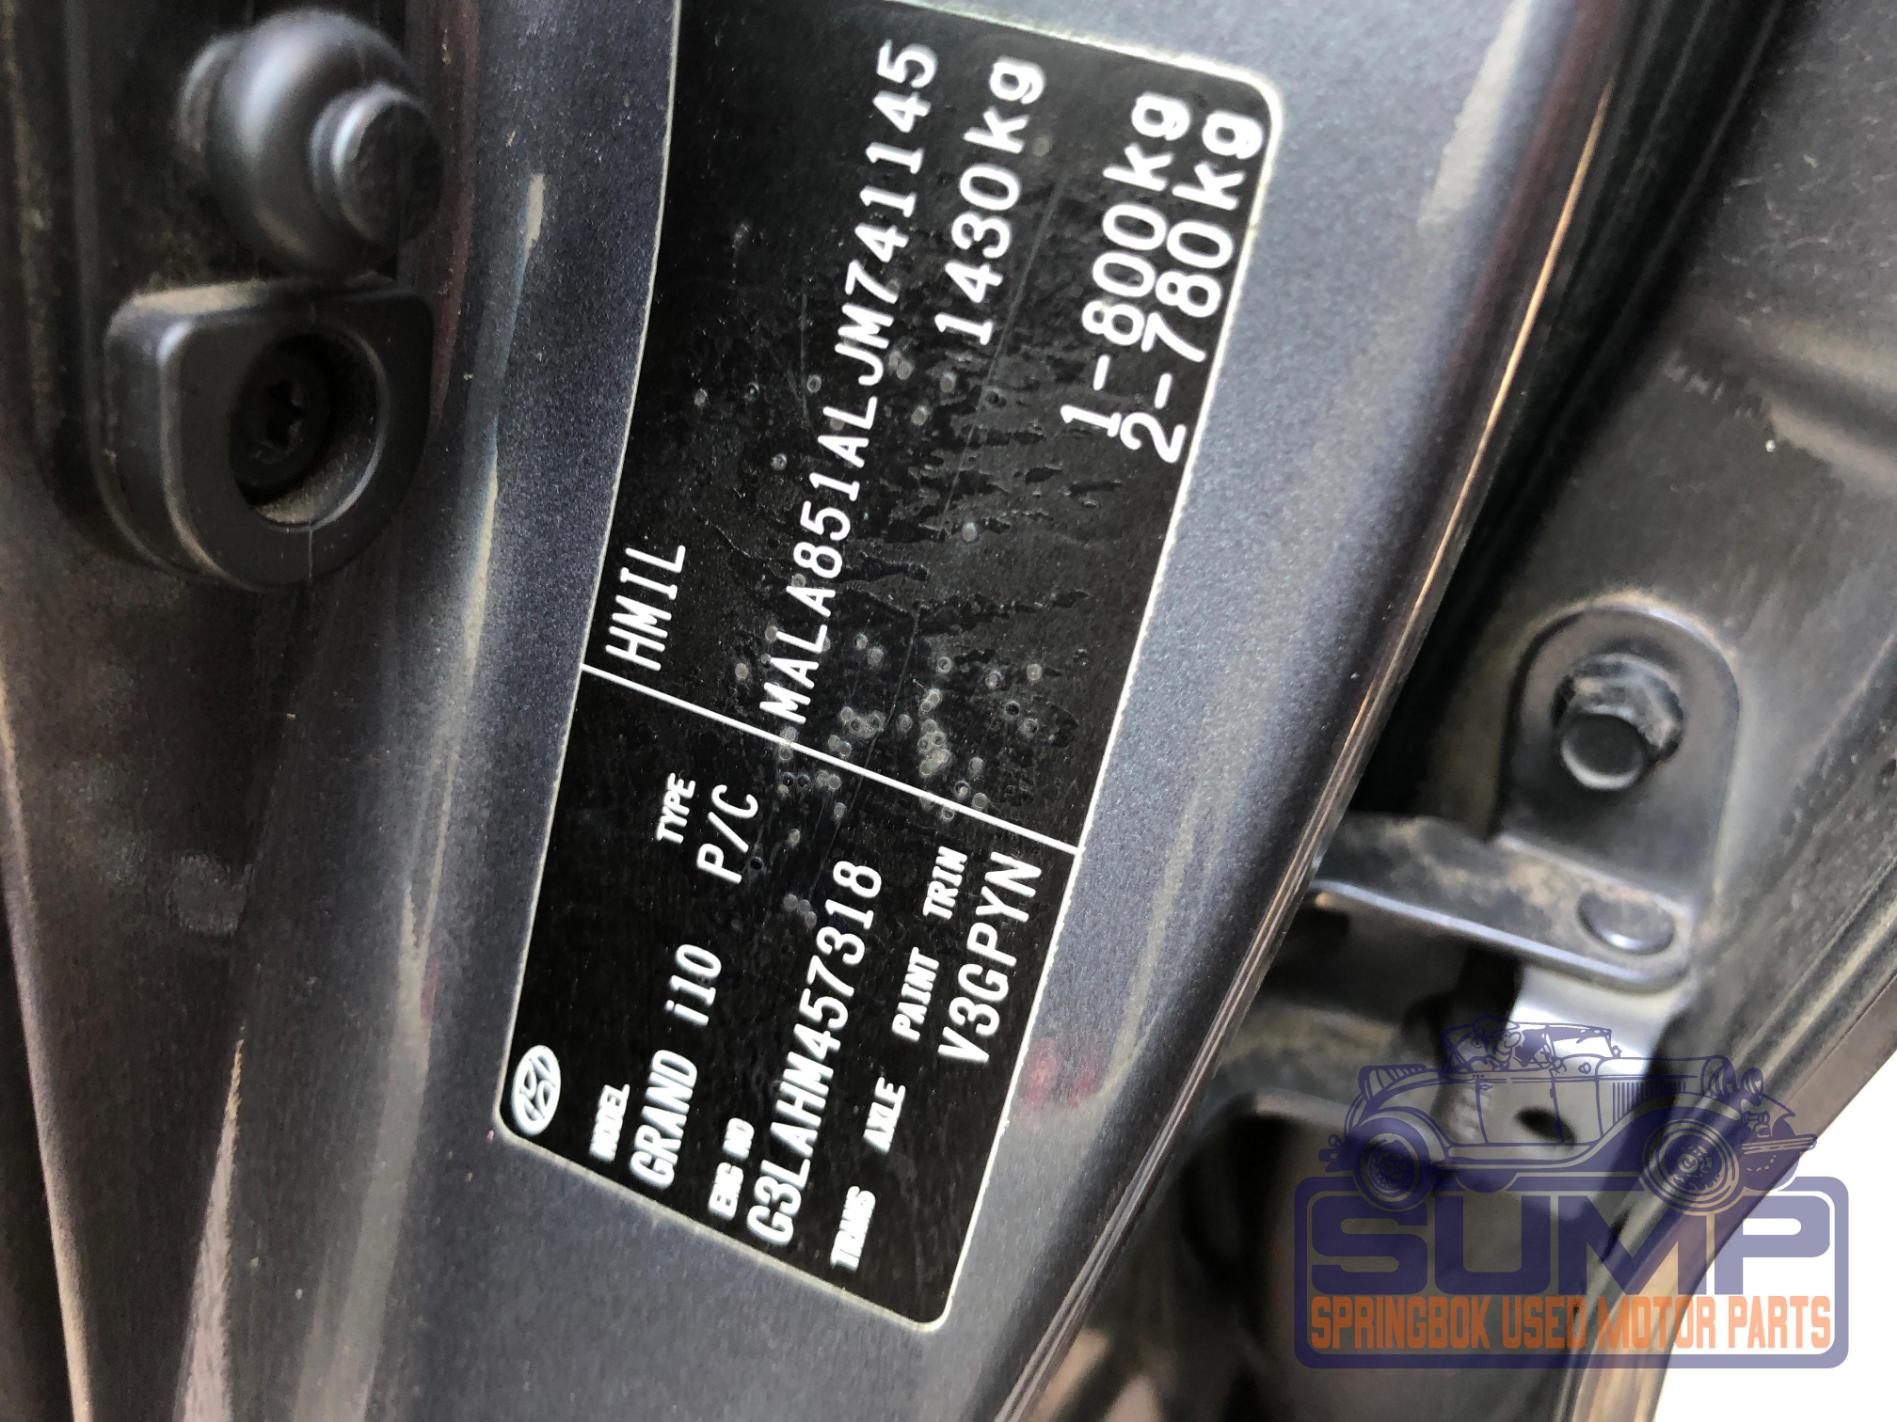 HMIL
MALA851ALJM741145
1430kg
1-800kg
2-780kg
MODEL TYPE
GRAND i10 P/C
ENG NO
G3LAHM457318
TRANS AXLE PAINT TRIM
V3GPYN
SUMP
SPRINGBOK USED MOTOR PARTS